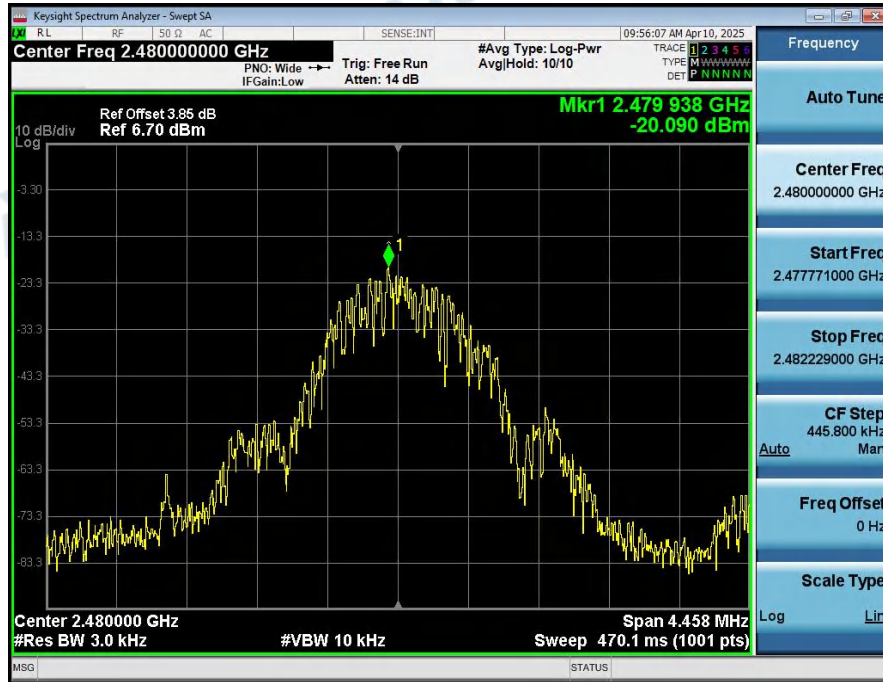 Keysight Spectrum Analyzer - Swept SA
LXI RL RF 50 Ω AC SENSE:INT 09:56:07 AM Apr 10, 2025
Center Freq 2.480000000 GHz
PNO: Wide
IFGain:Low
Trig: Free Run
Atten: 14 dB
#Avg Type: Log-Pwr
Avg|Hold: 10/10
TRACE 1 2 3 4 5 6
TYPE M WWWWW
DET P N N N N N
Ref Offset 3.85 dB
10 dB/div Ref 6.70 dBm
Log
Mkr1 2.479 938 GHz
-20.090 dBm
1
-3.30
-13.3
-23.3
-33.3
-43.3
-53.3
-63.3
-73.3
-83.3
Center 2.480000 GHz Span 4.458 MHz
#Res BW 3.0 kHz #VBW 10 kHz Sweep 470.1 ms (1001 pts)
MSG STATUS
Frequency
Auto Tune
Center Freq
2.480000000 GHz
Start Freq
2.477771000 GHz
Stop Freq
2.482229000 GHz
CF Step
445.800 kHz
Auto Man
Freq Offset
0 Hz
Scale Type
Log Lin